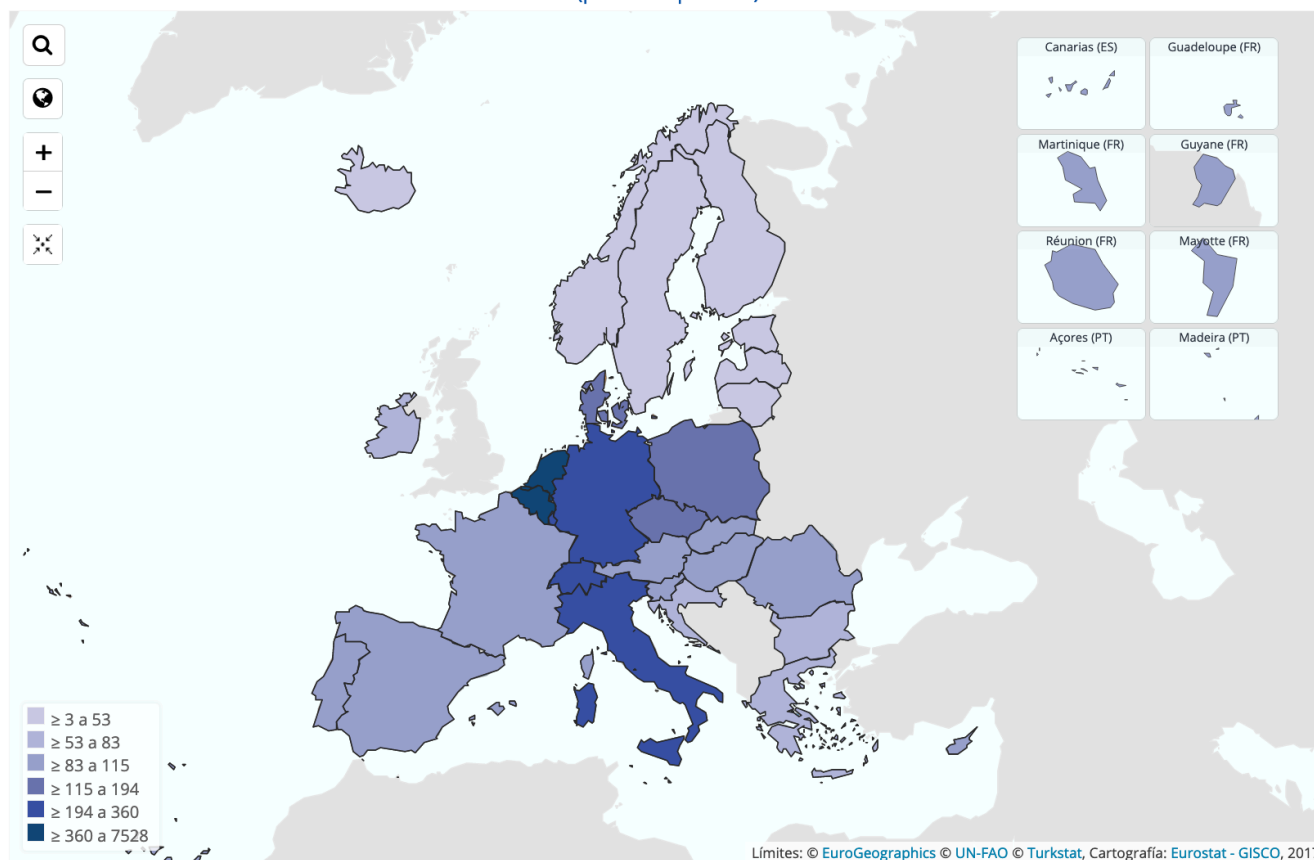 Canarias (ES)
Guadeloupe (FR)
Martinique (FR)
Guyane (FR)
Réunion (FR)
Mayotte (FR)
Açores (PT)
Madeira (PT)
+
−
≥ 3 a 53
≥ 53 a 83
≥ 83 a 115
≥ 115 a 194
≥ 194 a 360
≥ 360 a 7528
Límites: © EuroGeographics © UN-FAO © Turkstat, Cartografía: Eurostat - GISCO, 201